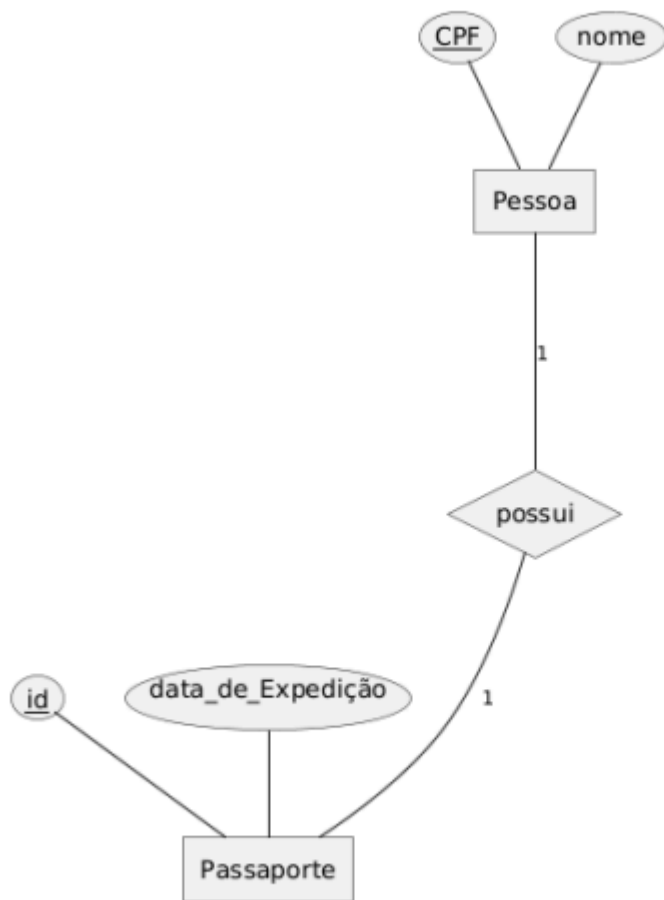 CPF
nome
Pessoa
1
possui
id
data_de_Expedição
1
Passaporte